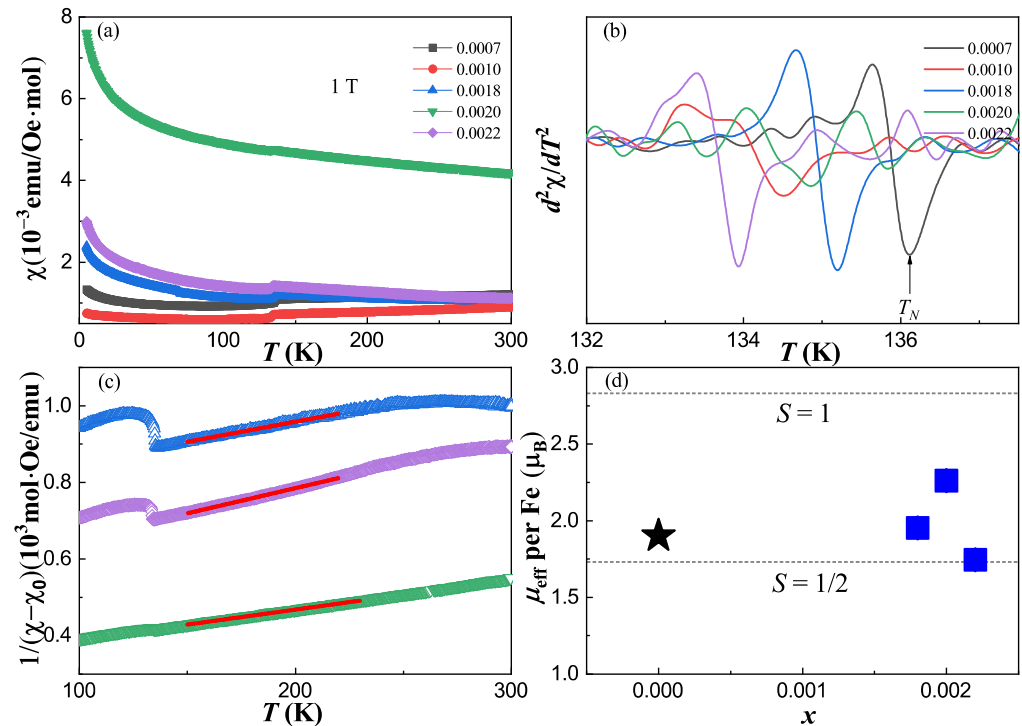 (a)
8
6
4
2
χ(10⁻³emu/Oe·mol)
1 T
0.0007
0.0010
0.0018
0.0020
0.0022
0 100 200 300
T (K)
(b)
0.0007
0.0010
0.0018
0.0020
0.0022
d²χ/dT²
T_N
132 134 136
T (K)
(c)
1.0
0.8
0.6
0.4
1/(χ−χ₀)(10³mol·Oe/emu)
100 200 300
T (K)
(d)
3.0
2.5
2.0
1.5
1.0
μ_eff per Fe (μ_B)
S = 1
S = 1/2
0.000 0.001 0.002
x